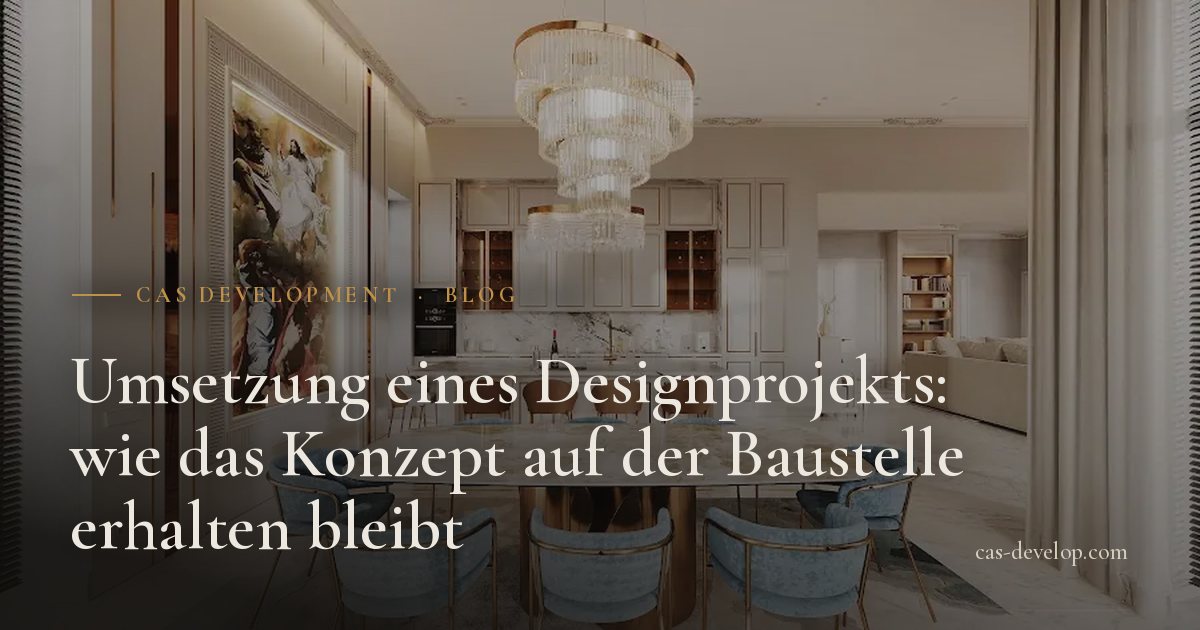 CAS DEVELOPMENT · BLOG
Umsetzung eines Designprojekts:
wie das Konzept auf der Baustelle
erhalten bleibt
cas-develop.com